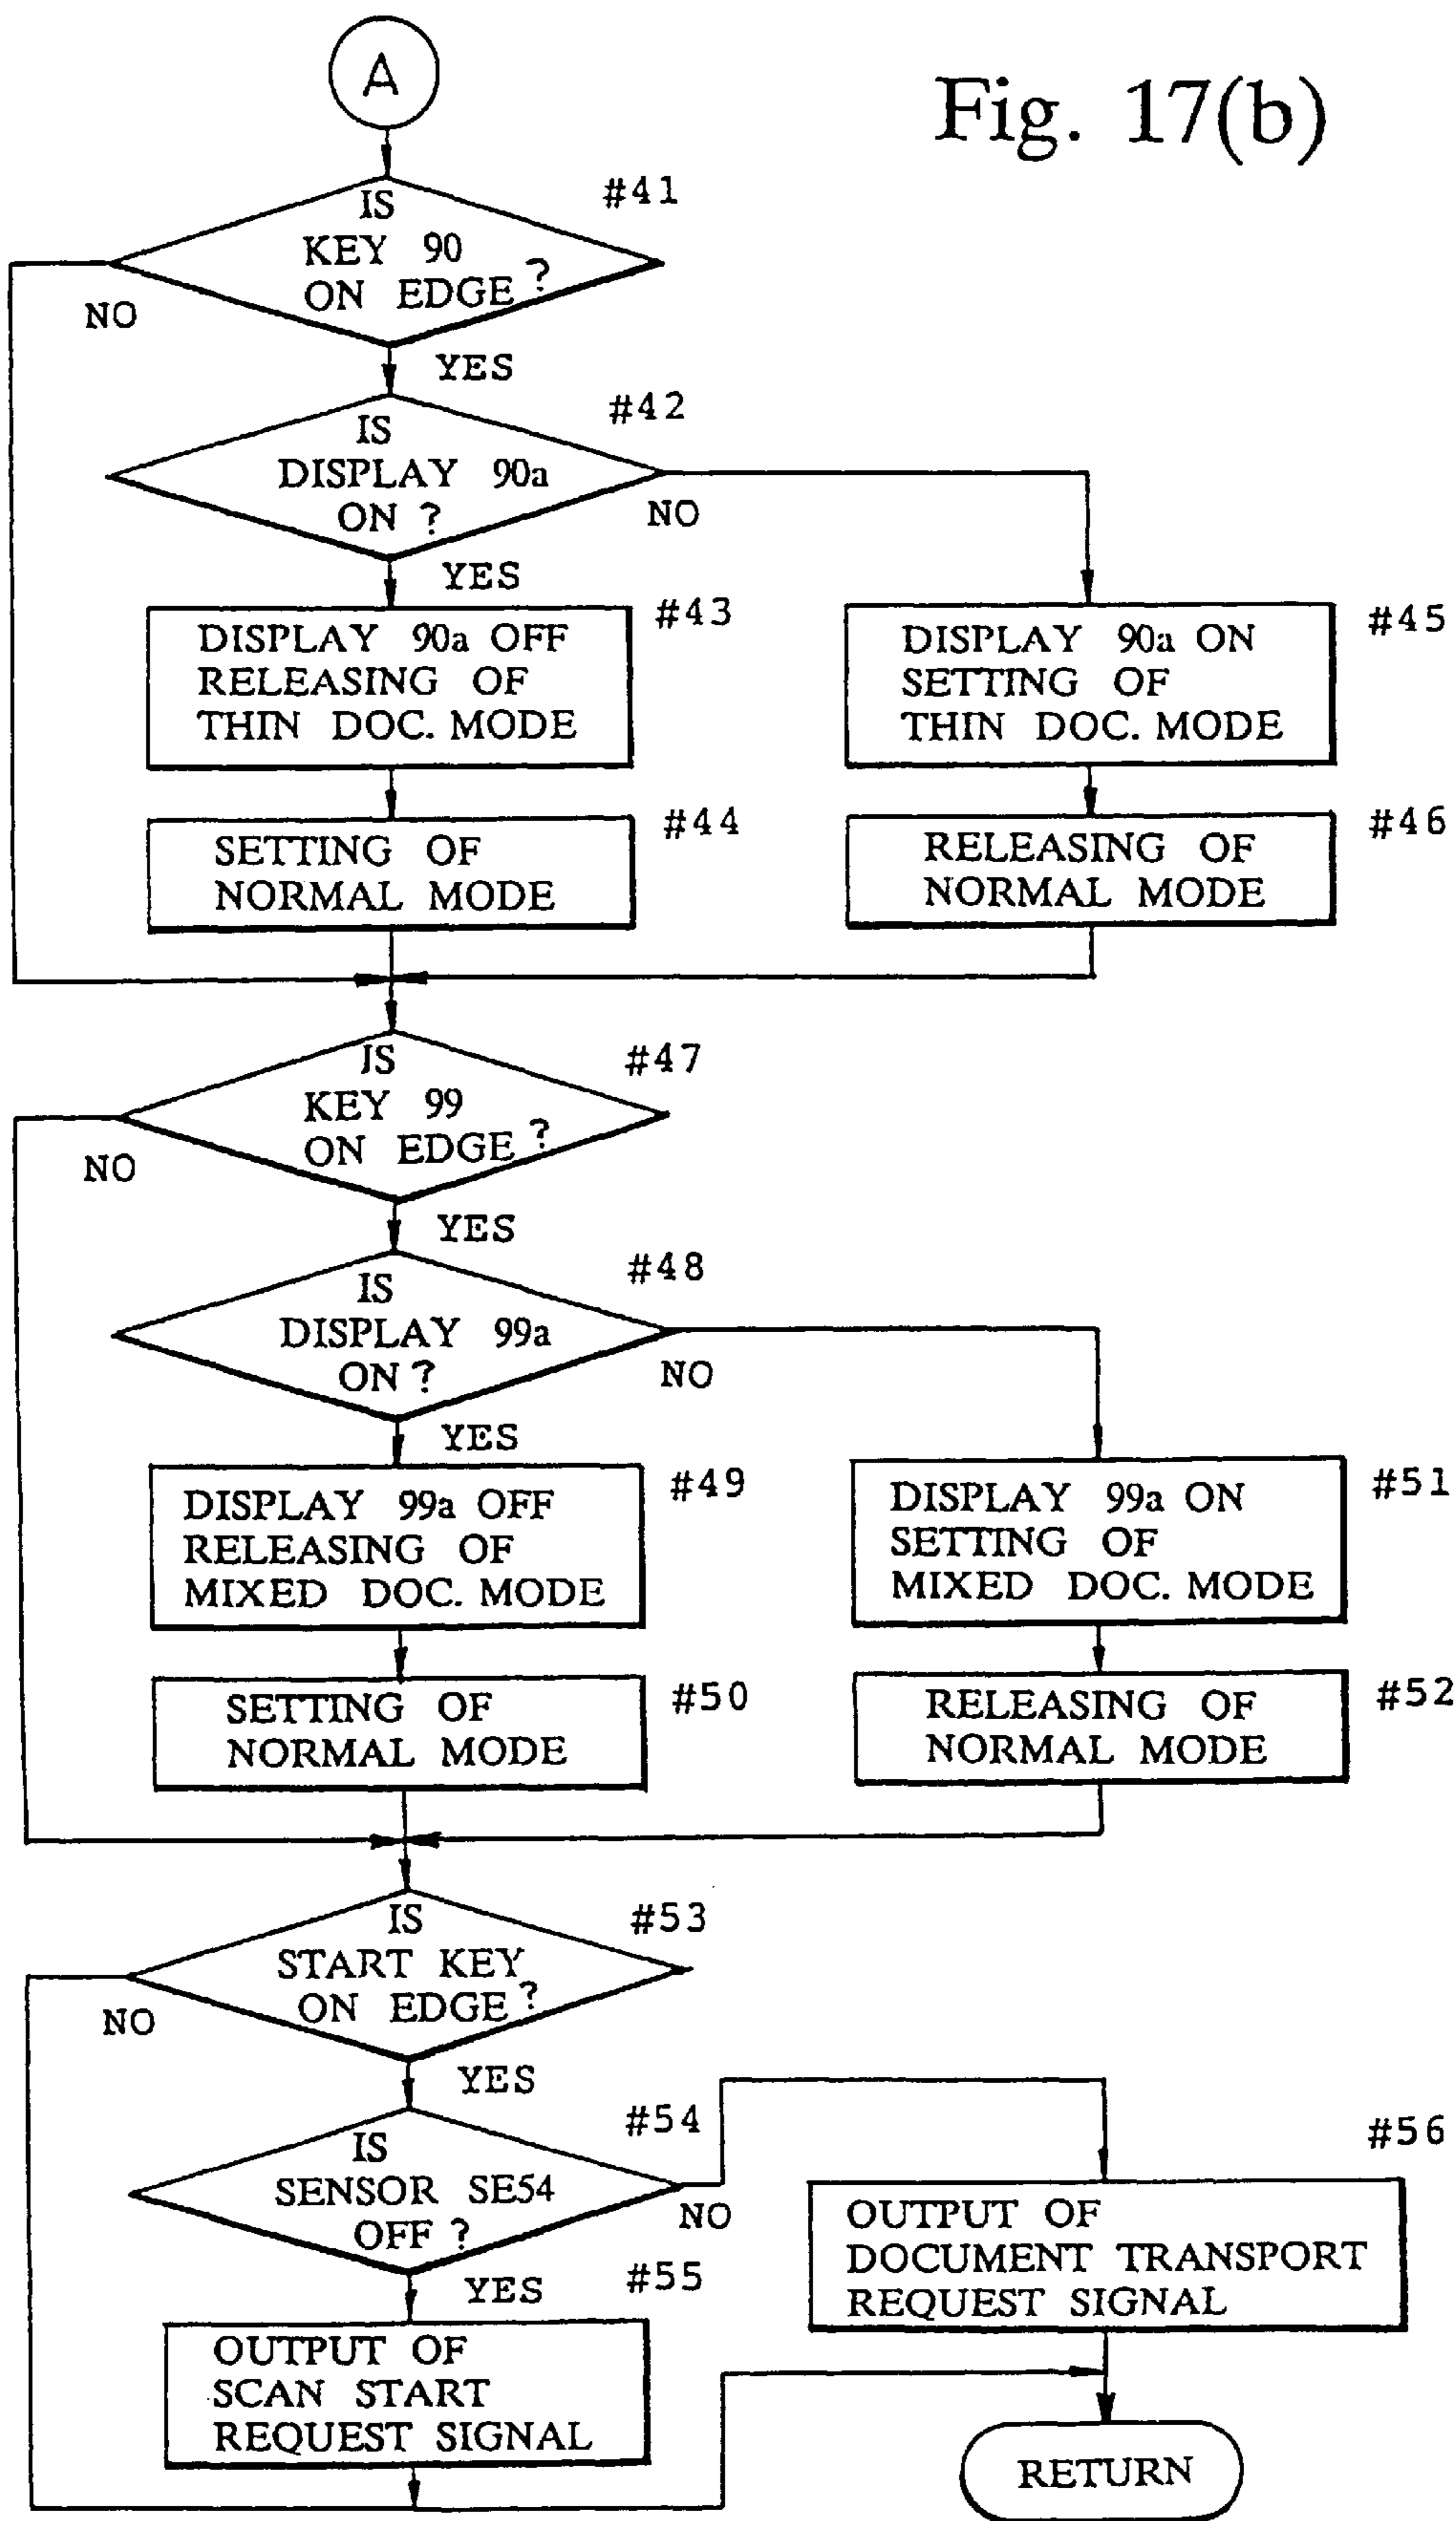 A
Fig. 17(b)
#41
IS
KEY 90
ON EDGE ?
NO
YES
#42
IS
DISPLAY 90a
ON ?
NO
YES
#43
DISPLAY 90a OFF
RELEASING OF
THIN DOC. MODE
#45
DISPLAY 90a ON
SETTING OF
THIN DOC. MODE
#44
SETTING OF
NORMAL MODE
#46
RELEASING OF
NORMAL MODE
#47
IS
KEY 99
ON EDGE ?
NO
YES
#48
IS
DISPLAY 99a
ON ?
NO
YES
#49
DISPLAY 99a OFF
RELEASING OF
MIXED DOC. MODE
#51
DISPLAY 99a ON
SETTING OF
MIXED DOC. MODE
#50
SETTING OF
NORMAL MODE
#52
RELEASING OF
NORMAL MODE
#53
IS
START KEY
ON EDGE ?
NO
YES
#54
IS
SENSOR SE54
OFF ?
NO
YES
#56
OUTPUT OF
DOCUMENT TRANSPORT
REQUEST SIGNAL
#55
OUTPUT OF
SCAN START
REQUEST SIGNAL
RETURN